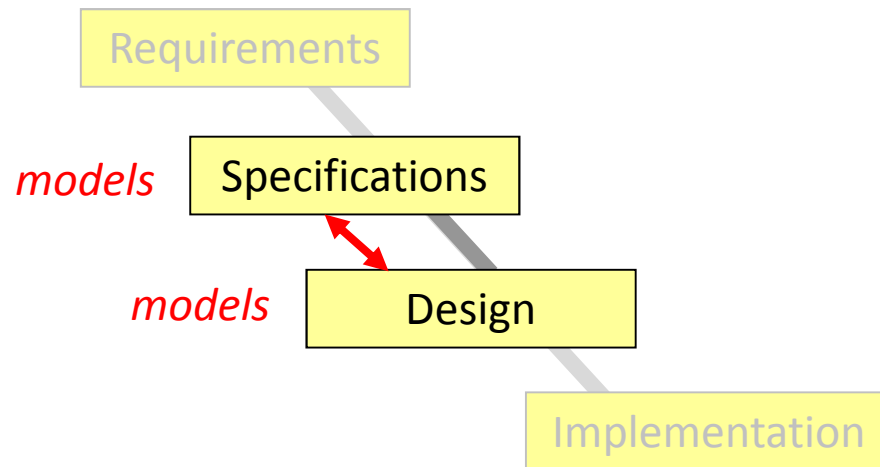 Requirements
models
Specifications
models
Design
Implementation